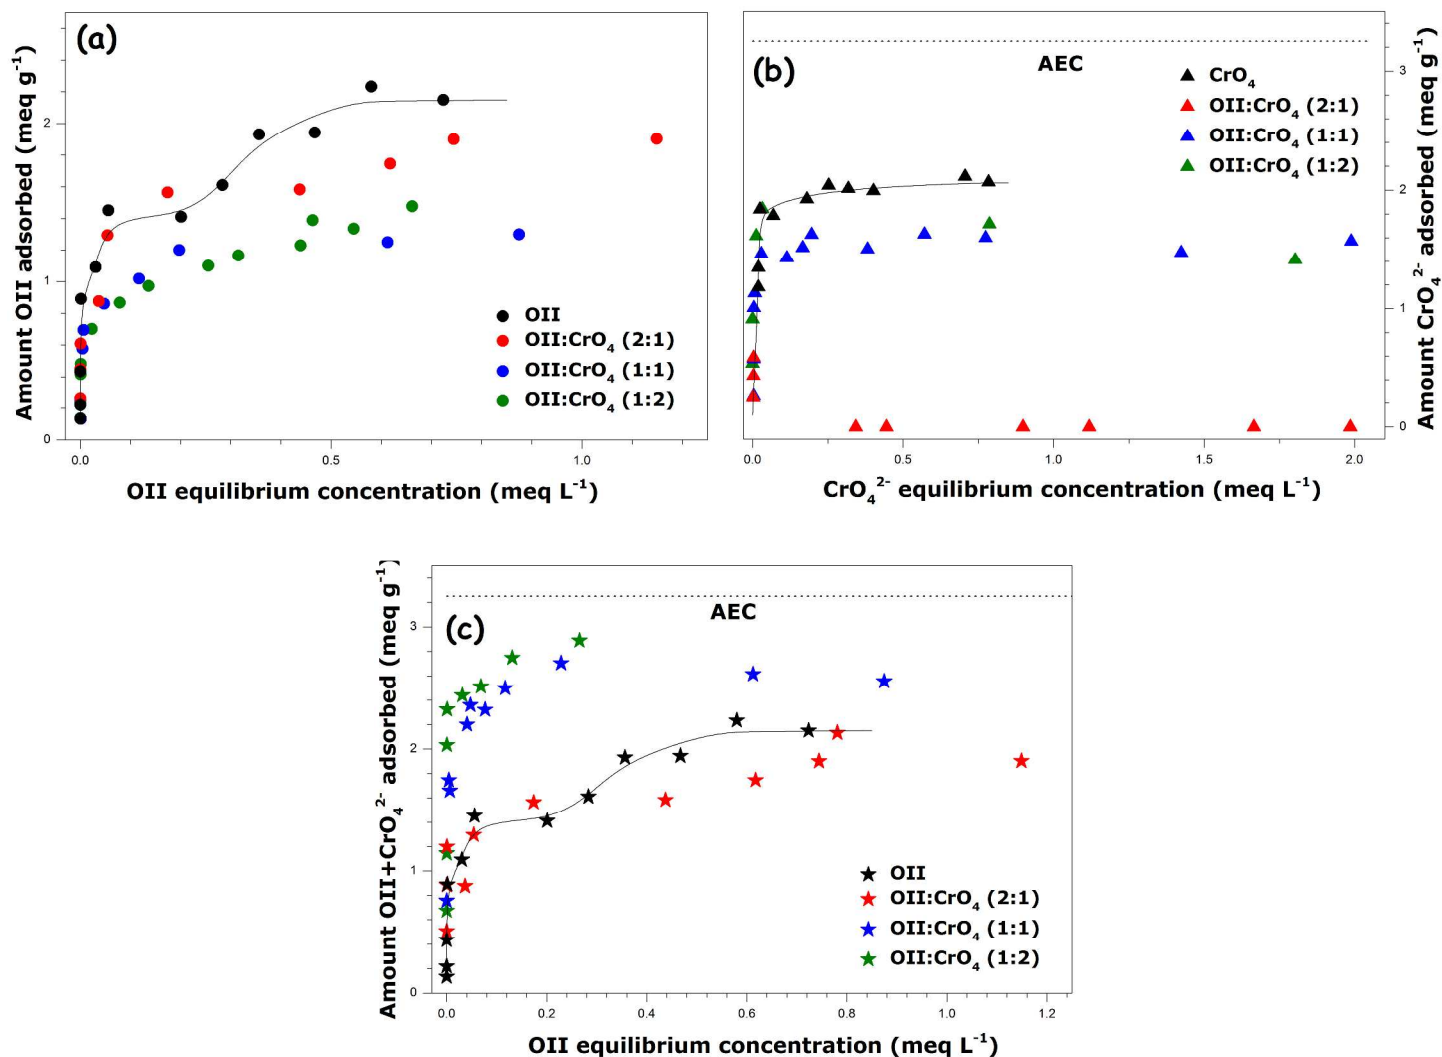 (a)
Amount OII adsorbed (meq g⁻¹)
2
1
0
OII
OII:CrO₄ (2:1)
OII:CrO₄ (1:1)
OII:CrO₄ (1:2)
0.0 0.5 1.0
OII equilibrium concentration (meq L⁻¹)
(b)
AEC
CrO₄
OII:CrO₄ (2:1)
OII:CrO₄ (1:1)
OII:CrO₄ (1:2)
3
2
1
0
Amount CrO₄²⁻ adsorbed (meq g⁻¹)
0.0 0.5 1.0 1.5 2.0
CrO₄²⁻ equilibrium concentration (meq L⁻¹)
(c)
AEC
Amount OII+CrO₄²⁻ adsorbed (meq g⁻¹)
3
2
1
0
OII
OII:CrO₄ (2:1)
OII:CrO₄ (1:1)
OII:CrO₄ (1:2)
0.0 0.2 0.4 0.6 0.8 1.0 1.2
OII equilibrium concentration (meq L⁻¹)